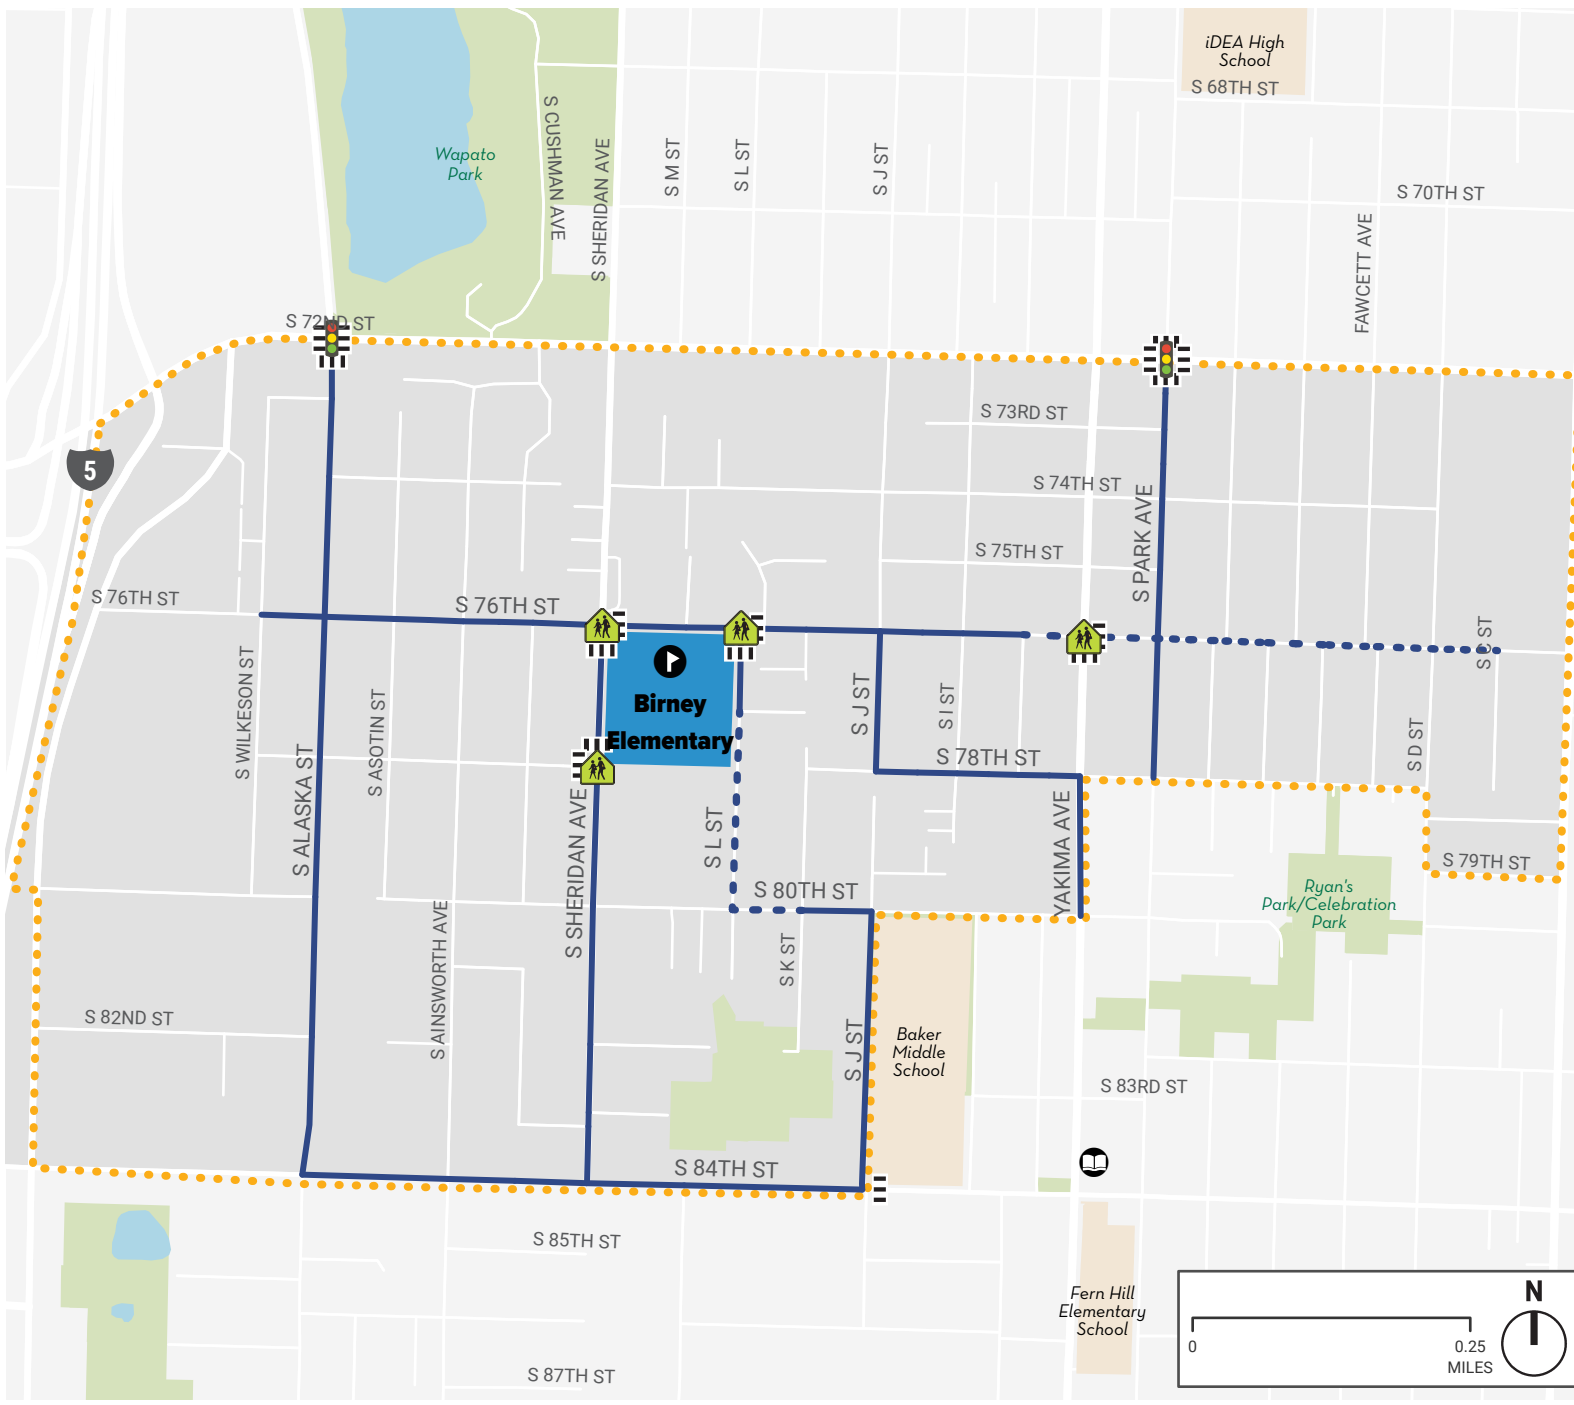 iDEA High
School
S 68TH ST
S CUSHMAN AVE
S SHERIDAN AVE
S M ST
S L ST
S J ST
Wapato
Park
S 70TH ST
FAWCETT AVE
S 72ND ST
S 73RD ST
5
S 74TH ST
S PARK AVE
S 75TH ST
S 76TH ST
S 76TH ST
S C ST
S WILKESON ST
S ASOTIN ST
Birney
Elementary
S J ST
S I ST
S D ST
S ALASKA ST
S 78TH ST
S SHERIDAN AVE
S L ST
YAKIMA AVE
S 79TH ST
S 80TH ST
Ryan's
Park/Celebration
Park
S AINSWORTH AVE
S K ST
S 82ND ST
S J ST
Baker
Middle
School
S 83RD ST
S 84TH ST
S 85TH ST
Fern Hill
Elementary
School
N
0
0.25
MILES
S 87TH ST